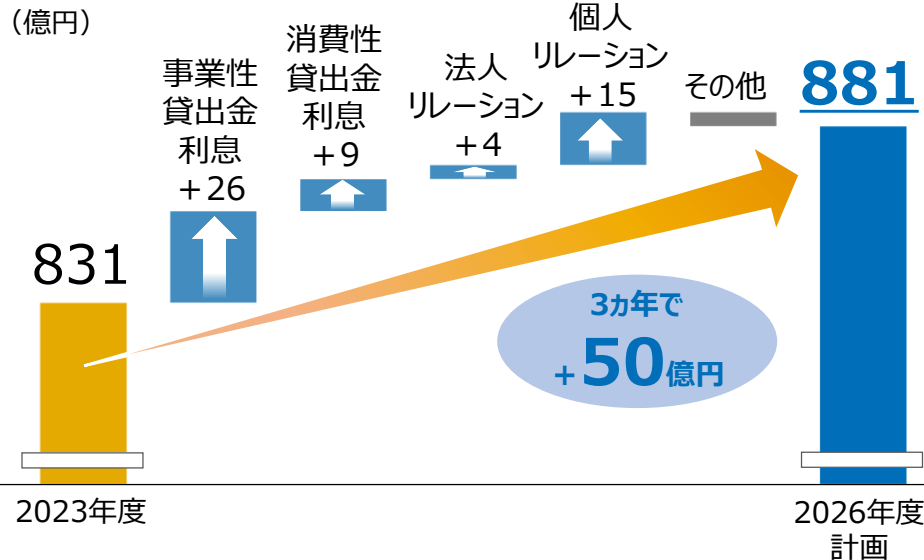 （億円）
事業性
貸出金
利息
＋26
消費性
貸出金
利息
＋9
法人
リレーション
＋4
個人
リレーション
＋15
その他
881
831
3ヵ年で
＋50億円
2023年度
2026年度
計画